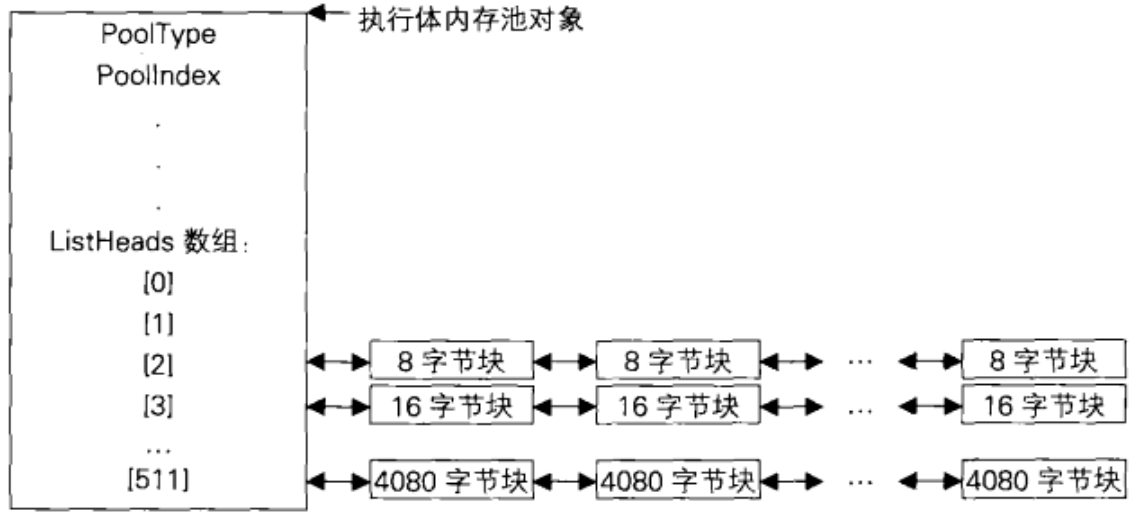 执行体内存池对象
PoolType
PoolIndex
.
.
.
ListHeads 数组:
[0]
[1]
[2] 8 字节块 8 字节块 … 8 字节块
[3] 16 字节块 16 字节块 … 16 字节块
…
[511] 4080 字节块 4080 字节块 … 4080 字节块